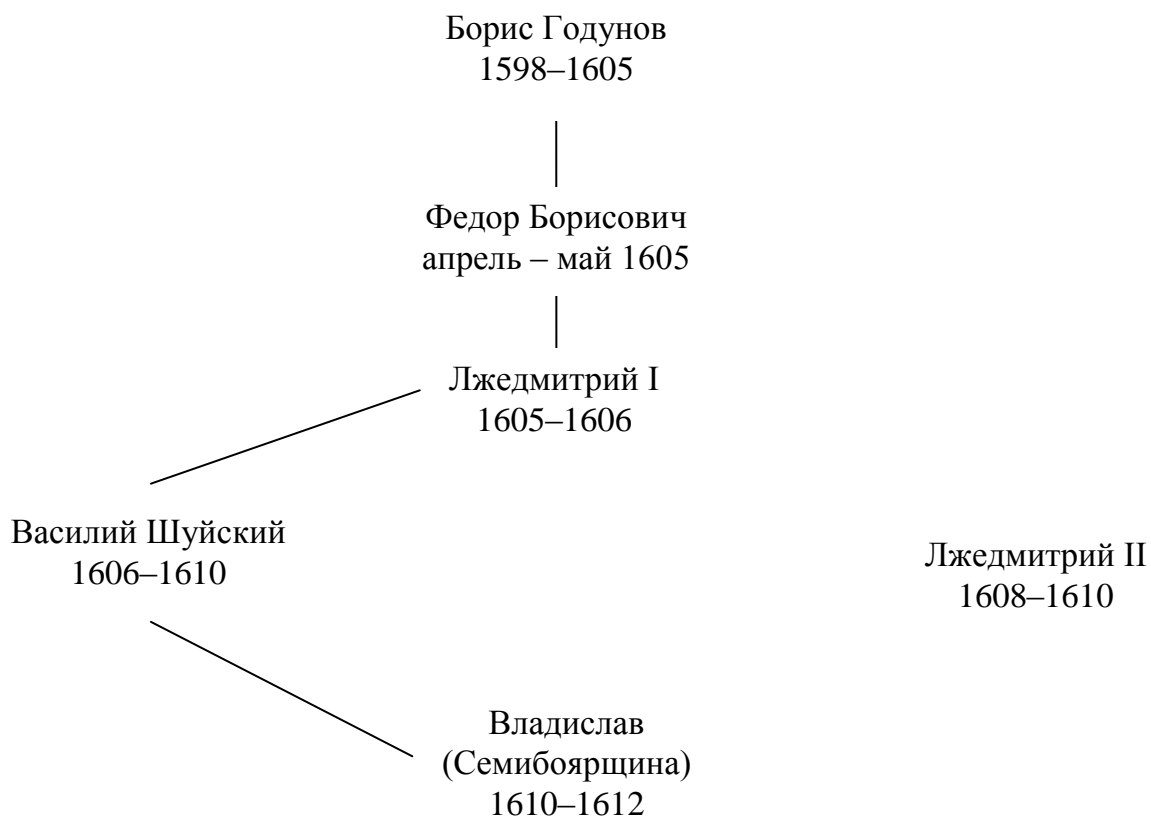 Борис Годунов
1598–1605
Федор Борисович
апрель – май 1605
Лжедмитрий I
1605–1606
Василий Шуйский
1606–1610
Лжедмитрий II
1608–1610
Владислав
(Семибоярщина)
1610–1612